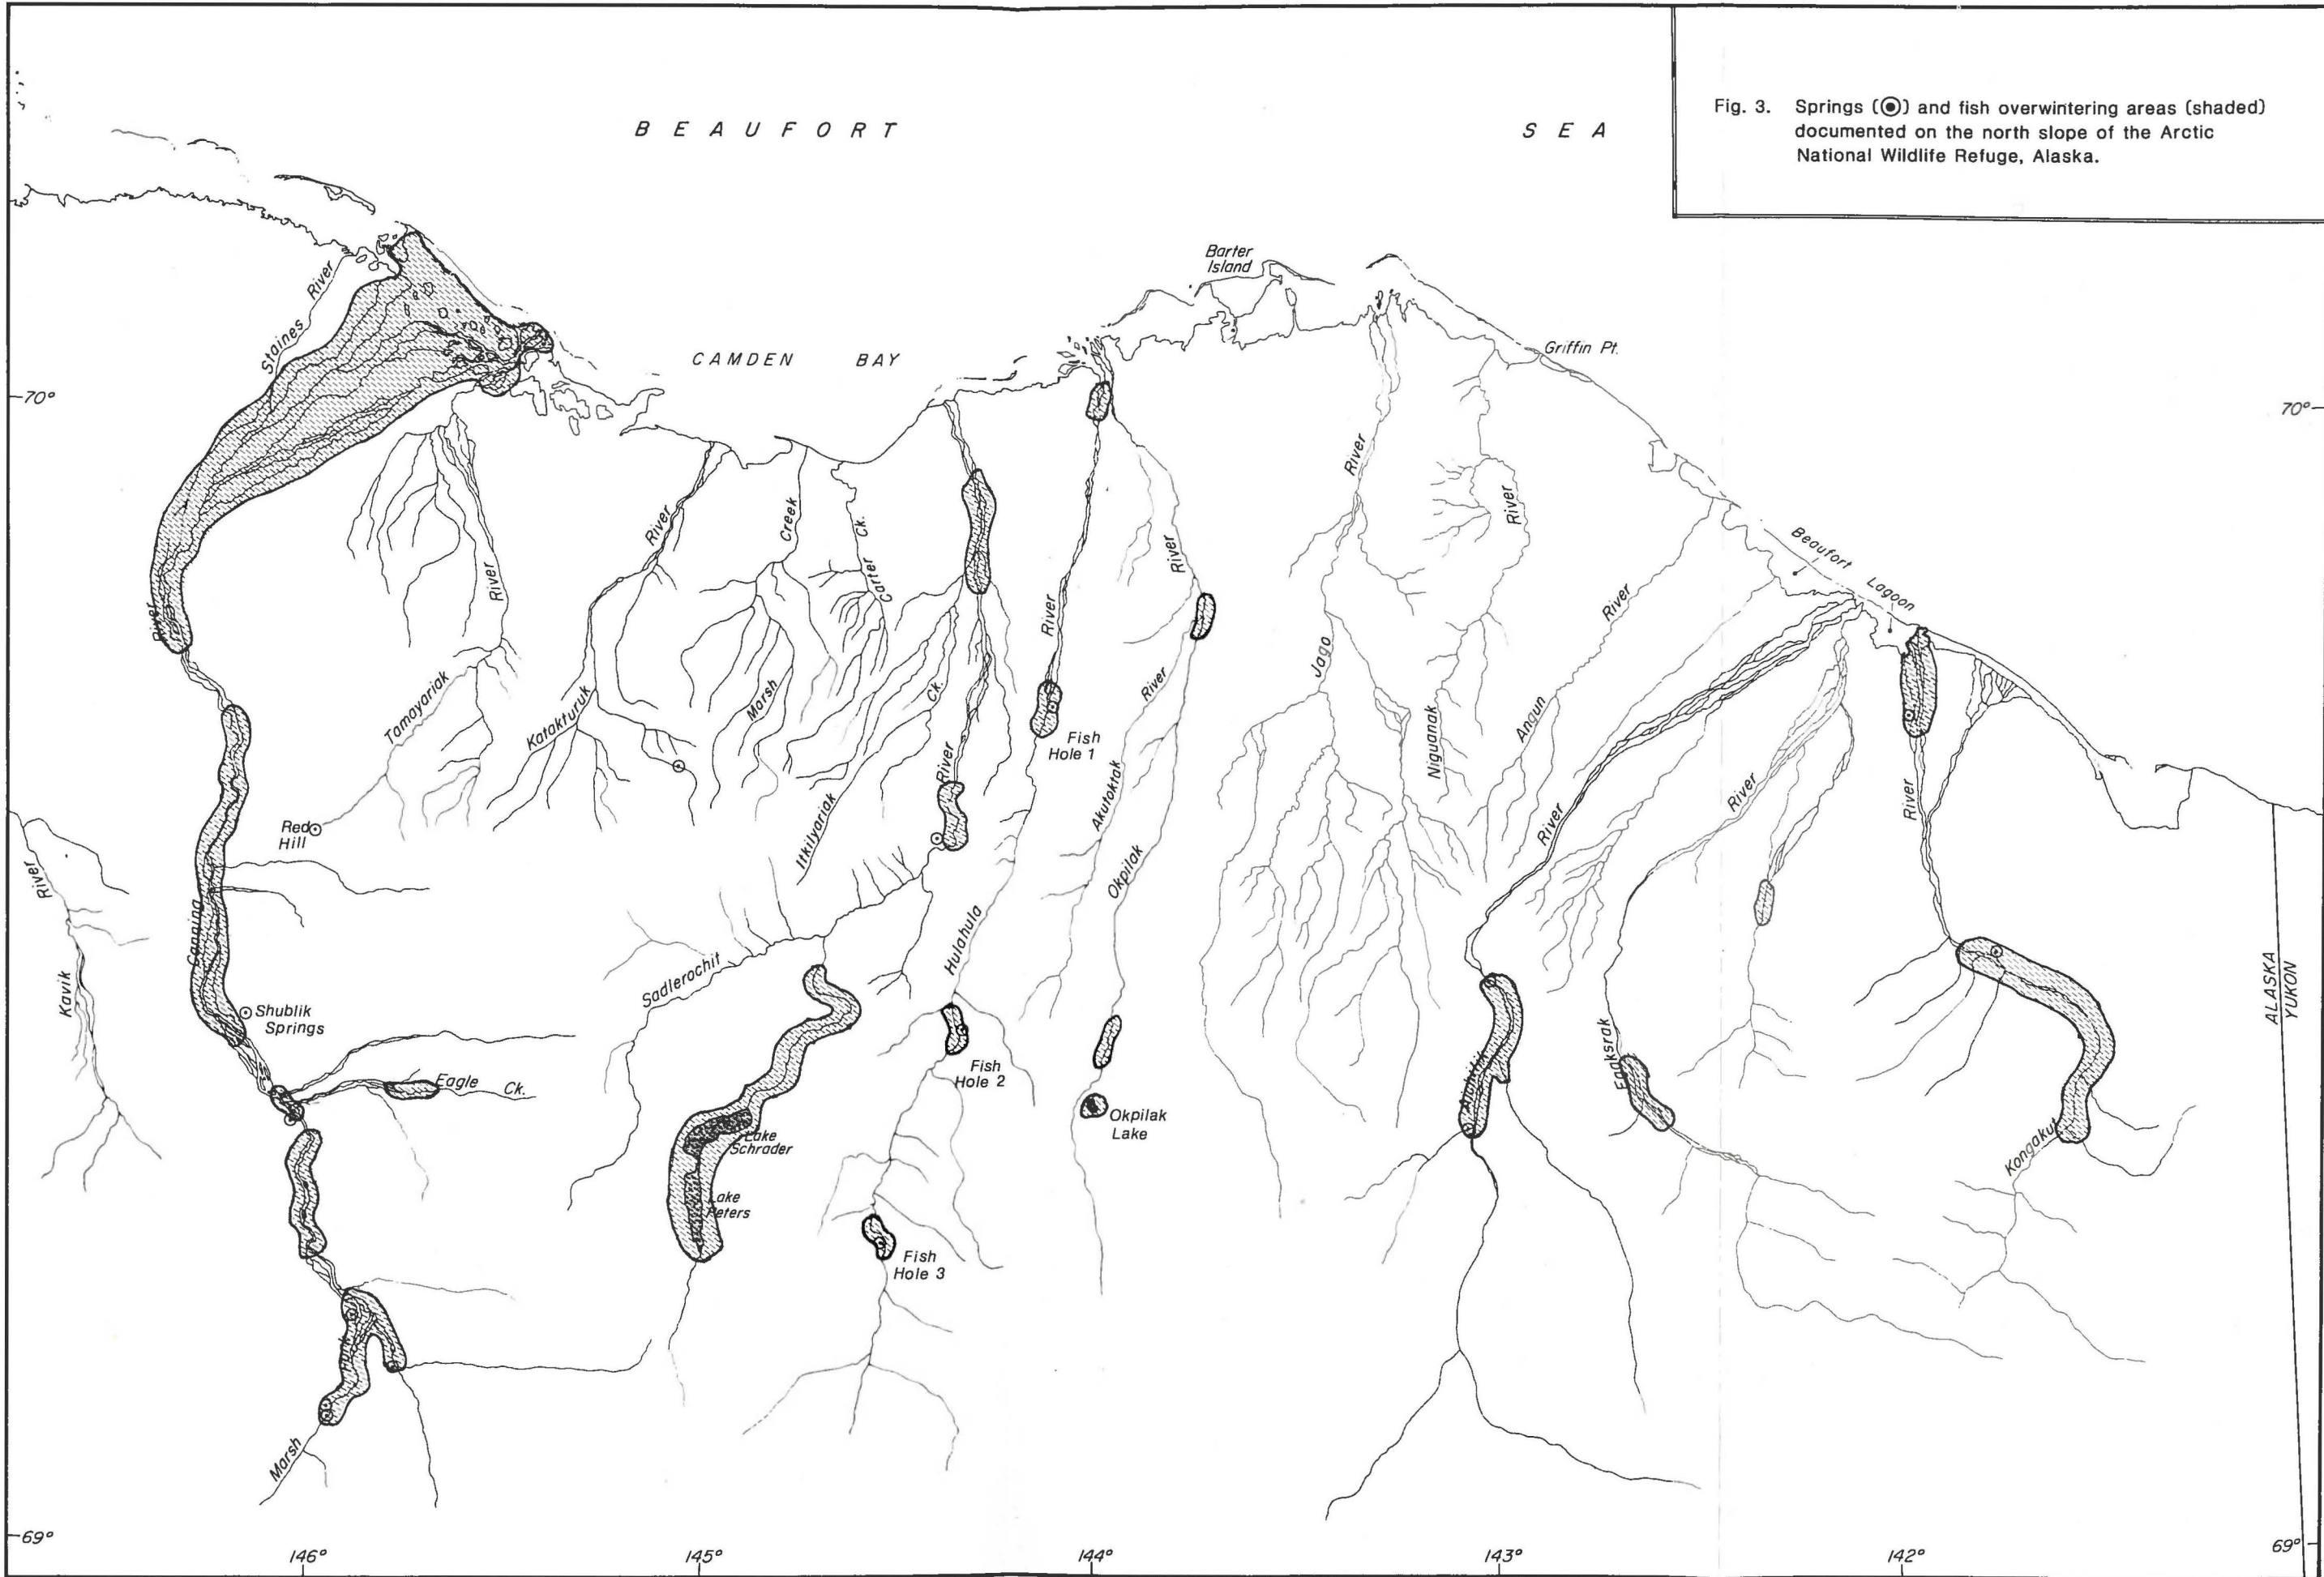 Fig. 3. Springs (◉) and fish overwintering areas (shaded)
documented on the north slope of the Arctic
National Wildlife Refuge, Alaska.
BEAUFORT SEA
Barter
Island
Staines River
CAMDEN BAY
Griffin Pt.
70°
70°
River
Creek
Carter Ck.
River
River
River
River
River
River
Beaufort Lagoon
River
River
Tamayariak
Katakturuk
Marsh
Ck.
River
Fish
Hole 1
River
Jago
Niguanak
Angun
River
River
River
Red
Hill
Itkilyariak
Akutoktak
Okpilak
River
Kavik
Canning
Shublik
Springs
Sadlerochit
Hulahula
ALASKA
YUKON
Eagle Ck.
Fish
Hole 2
Okpilak
Lake
Egaksrak
Kongakut
Lake
Schrader
Lake
Peters
Fish
Hole 3
Marsh
69°
69°
146°
145°
144°
143°
142°